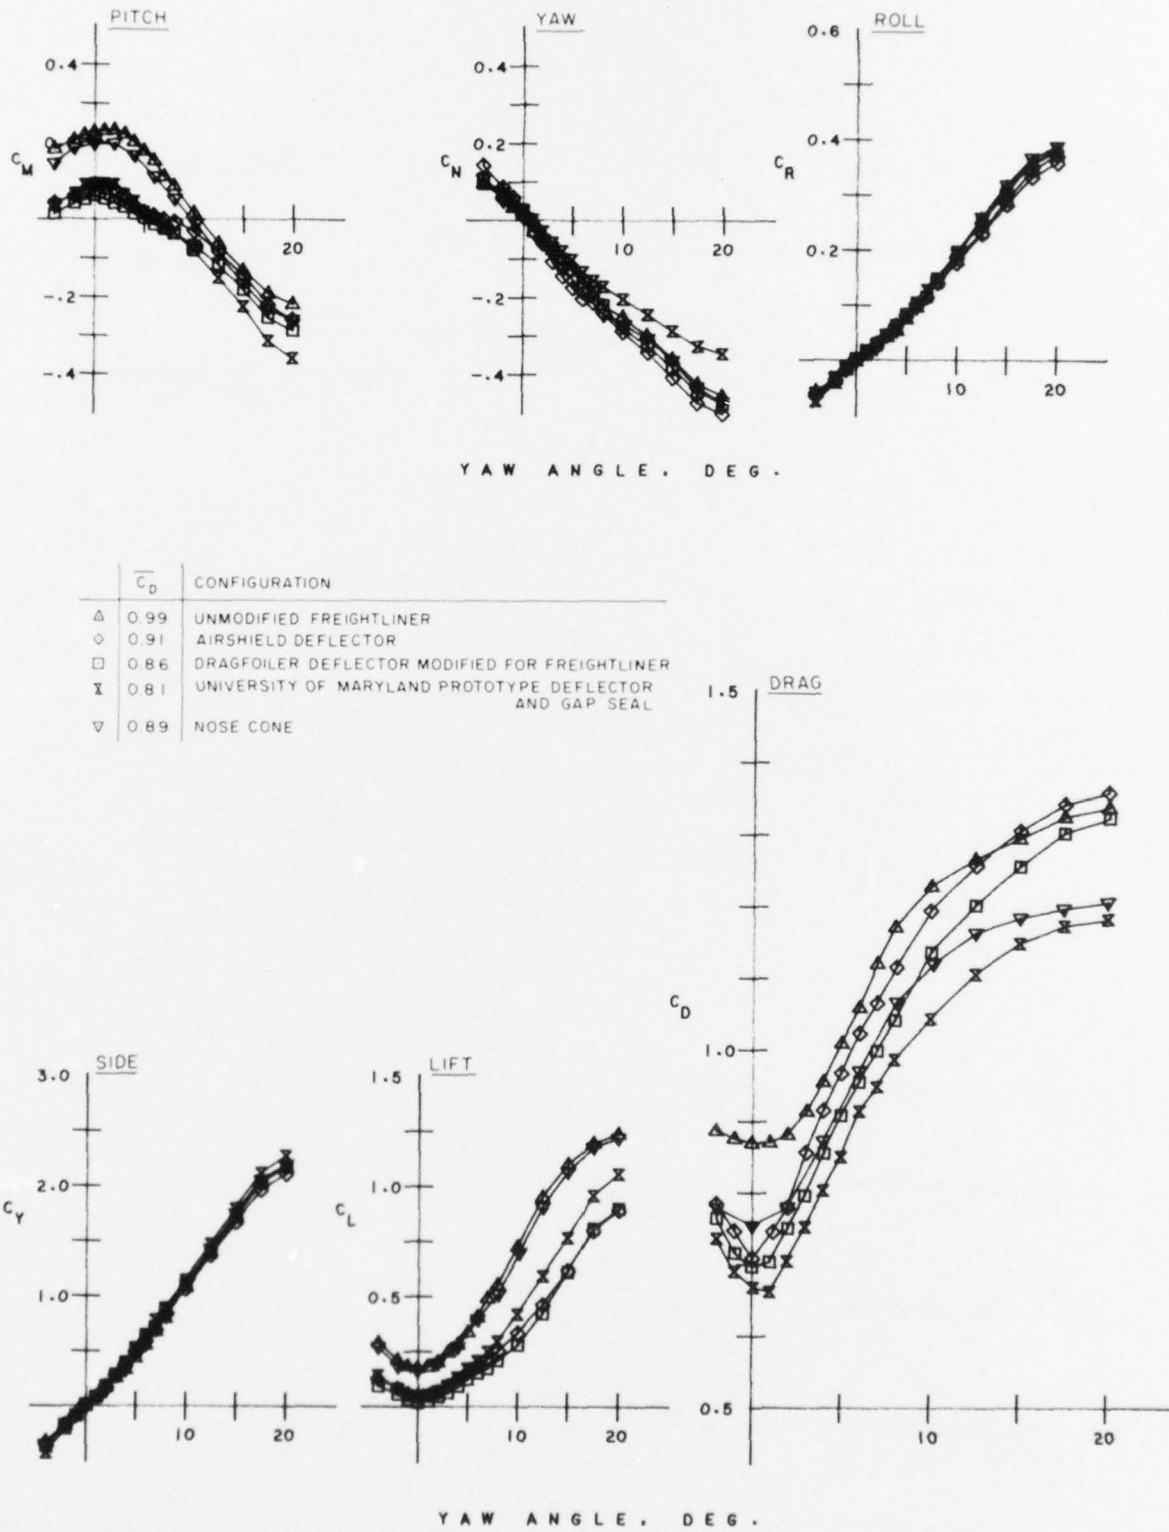 PITCH
YAW
ROLL
0.4
0
C_M
20
-.2
-.4
0.4
0.2
C_N
10
20
-.2
-.4
0.6
0.4
C_R
0.2
10
20
YAW ANGLE, DEG.
C_D CONFIGURATION
0.99 UNMODIFIED FREIGHTLINER
0.91 AIRSHIELD DEFLECTOR
0.86 DRAGFOILER DEFLECTOR MODIFIED FOR FREIGHTLINER
0.81 UNIVERSITY OF MARYLAND PROTOTYPE DEFLECTOR
AND GAP SEAL
0.89 NOSE CONE
DRAG
1.5
C_D
1.0
0.5
10
20
SIDE
3.0
2.0
C_Y
1.0
10
20
LIFT
1.5
1.0
C_L
0.5
10
20
YAW ANGLE, DEG.